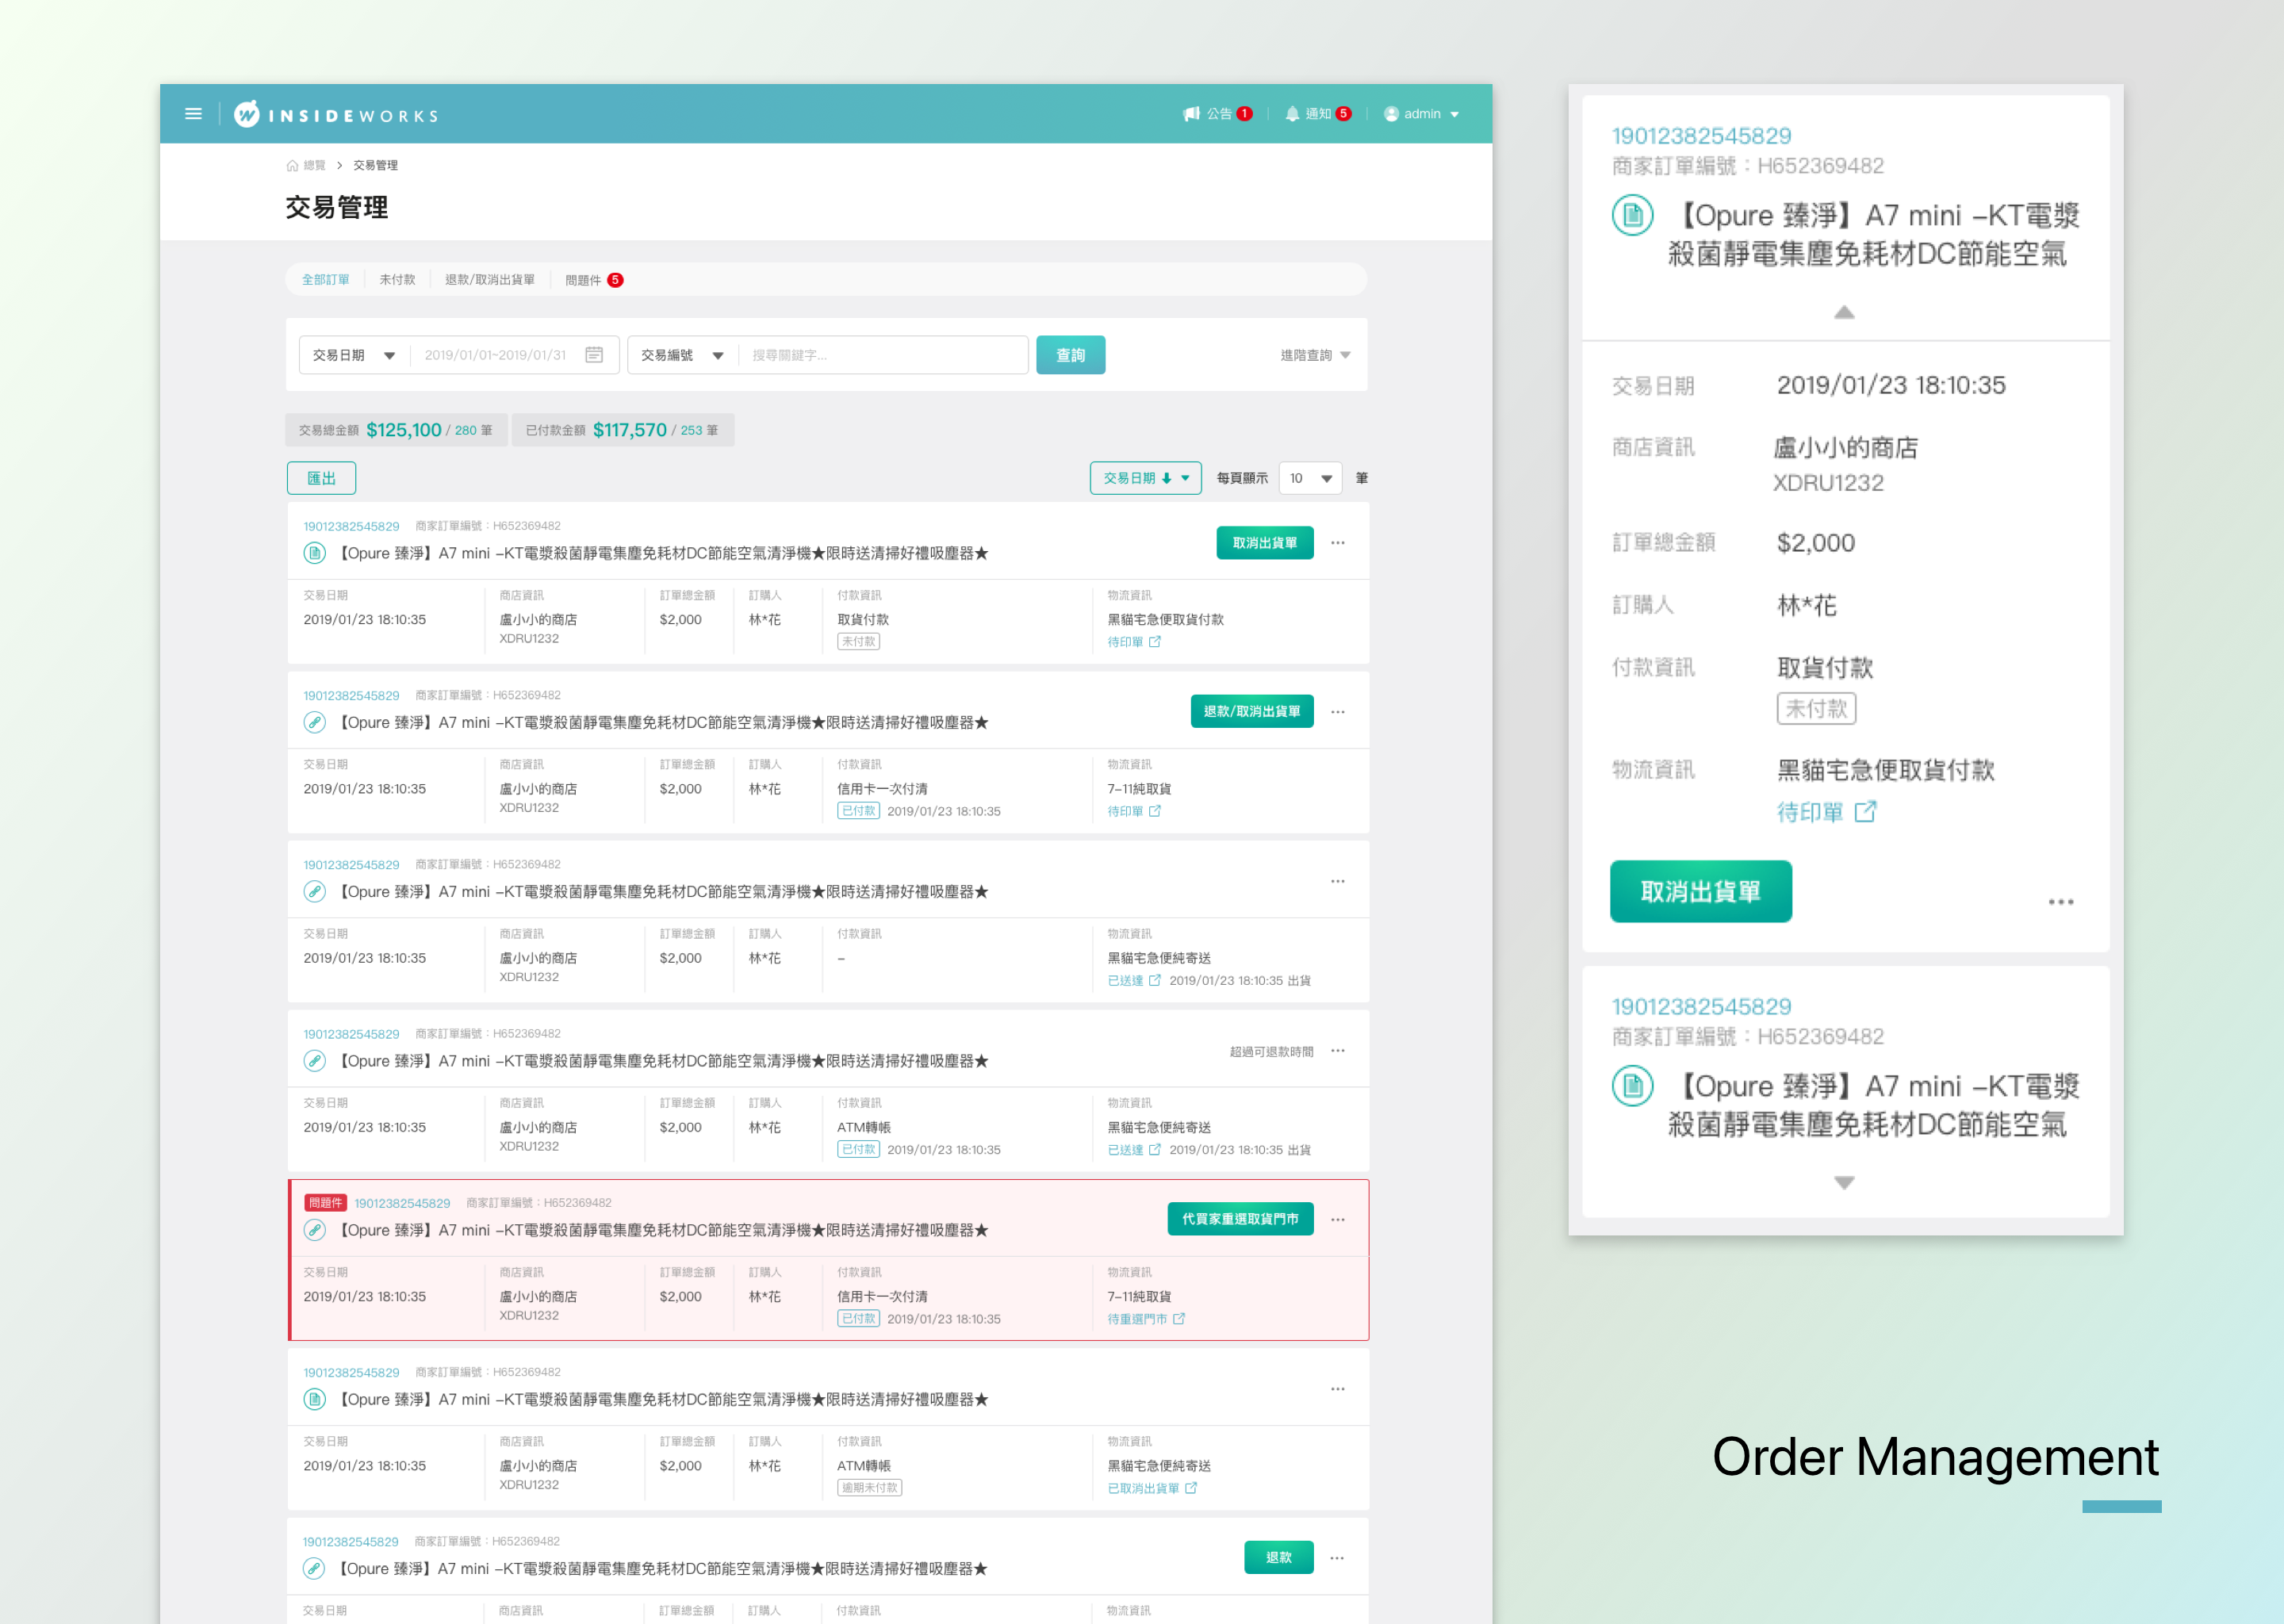 INSIDEWORKS
公告 1
通知 5
admin
總覽 > 交易管理
交易管理
全部訂單
未付款
退款/取消出貨單
問題件 5
交易日期 2019/01/01-2019/01/31
交易編號 搜尋關鍵字...
查詢
進階查詢
交易總金額 $125,100 / 280 筆
已付款金額 $117,570 / 253 筆
匯出
交易日期
每頁顯示 10 筆
19012382545829 商家訂單編號：H652369482
【Opure 臻淨】A7 mini –KT電漿殺菌靜電集塵免耗材DC節能空氣清淨機★限時送清掃好禮吸塵器★
取消出貨單 ...
交易日期 商店資訊 訂單總金額 訂購人 付款資訊 物流資訊
2019/01/23 18:10:35 盧小小的商店 $2,000 林*花 取貨付款 黑貓宅急便取貨付款
XDRU1232 未付款 待印單
19012382545829 商家訂單編號：H652369482
【Opure 臻淨】A7 mini –KT電漿殺菌靜電集塵免耗材DC節能空氣清淨機★限時送清掃好禮吸塵器★
退款/取消出貨單 ...
交易日期 商店資訊 訂單總金額 訂購人 付款資訊 物流資訊
2019/01/23 18:10:35 盧小小的商店 $2,000 林*花 信用卡一次付清 7–11純取貨
XDRU1232 已付款 2019/01/23 18:10:35 待印單
19012382545829 商家訂單編號：H652369482
【Opure 臻淨】A7 mini –KT電漿殺菌靜電集塵免耗材DC節能空氣清淨機★限時送清掃好禮吸塵器★
...
交易日期 商店資訊 訂單總金額 訂購人 付款資訊 物流資訊
2019/01/23 18:10:35 盧小小的商店 $2,000 林*花 – 黑貓宅急便純寄送
XDRU1232 已送達 2019/01/23 18:10:35 出貨
19012382545829 商家訂單編號：H652369482
【Opure 臻淨】A7 mini –KT電漿殺菌靜電集塵免耗材DC節能空氣清淨機★限時送清掃好禮吸塵器★
超過可退款時間 ...
交易日期 商店資訊 訂單總金額 訂購人 付款資訊 物流資訊
2019/01/23 18:10:35 盧小小的商店 $2,000 林*花 ATM轉帳 黑貓宅急便純寄送
XDRU1232 已付款 2019/01/23 18:10:35 已送達 2019/01/23 18:10:35 出貨
問題件 19012382545829 商家訂單編號：H652369482
【Opure 臻淨】A7 mini –KT電漿殺菌靜電集塵免耗材DC節能空氣清淨機★限時送清掃好禮吸塵器★
代買家重選取貨門市 ...
交易日期 商店資訊 訂單總金額 訂購人 付款資訊 物流資訊
2019/01/23 18:10:35 盧小小的商店 $2,000 林*花 信用卡一次付清 7–11純取貨
XDRU1232 已付款 2019/01/23 18:10:35 待重選門市
19012382545829 商家訂單編號：H652369482
【Opure 臻淨】A7 mini –KT電漿殺菌靜電集塵免耗材DC節能空氣清淨機★限時送清掃好禮吸塵器★
...
交易日期 商店資訊 訂單總金額 訂購人 付款資訊 物流資訊
2019/01/23 18:10:35 盧小小的商店 $2,000 林*花 ATM轉帳 黑貓宅急便純寄送
XDRU1232 逾期未付款 已取消出貨單
19012382545829 商家訂單編號：H652369482
【Opure 臻淨】A7 mini –KT電漿殺菌靜電集塵免耗材DC節能空氣清淨機★限時送清掃好禮吸塵器★
退款 ...
交易日期 商店資訊 訂單總金額 訂購人 付款資訊 物流資訊
19012382545829
商家訂單編號：H652369482
【Opure 臻淨】A7 mini –KT電漿
殺菌靜電集塵免耗材DC節能空氣
交易日期 2019/01/23 18:10:35
商店資訊 盧小小的商店
XDRU1232
訂單總金額 $2,000
訂購人 林*花
付款資訊 取貨付款
未付款
物流資訊 黑貓宅急便取貨付款
待印單
取消出貨單 ...
19012382545829
商家訂單編號：H652369482
【Opure 臻淨】A7 mini –KT電漿
殺菌靜電集塵免耗材DC節能空氣
Order Management